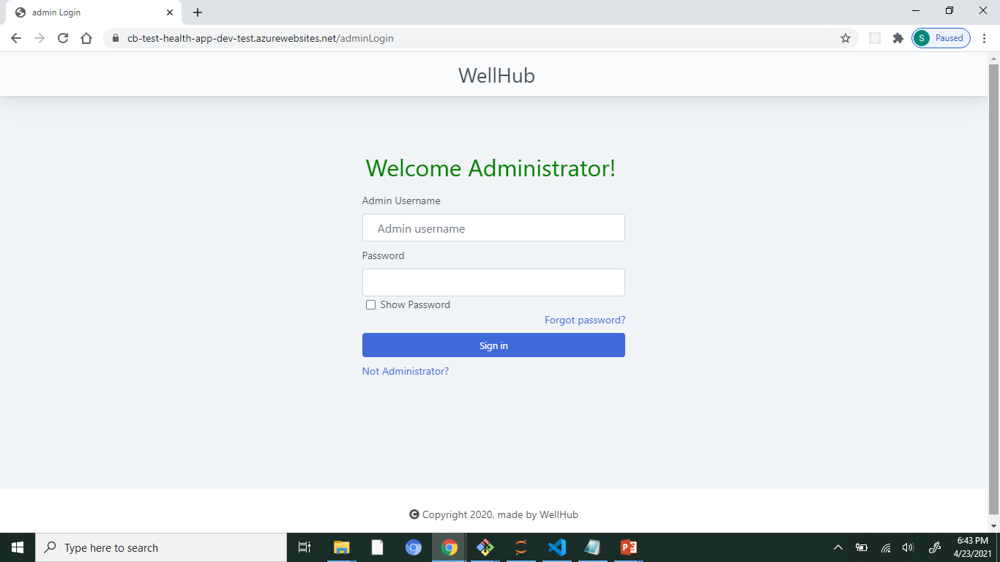 admin Login
cb-test-health-app-dev-test.azurewebsites.net/adminLogin
S Paused
WellHub
Welcome Administrator!
Admin Username
Admin username
Password
Show Password
Forgot password?
Sign in
Not Administrator?
Copyright 2020, made by WellHub
Type here to search
6:43 PM
4/23/2021